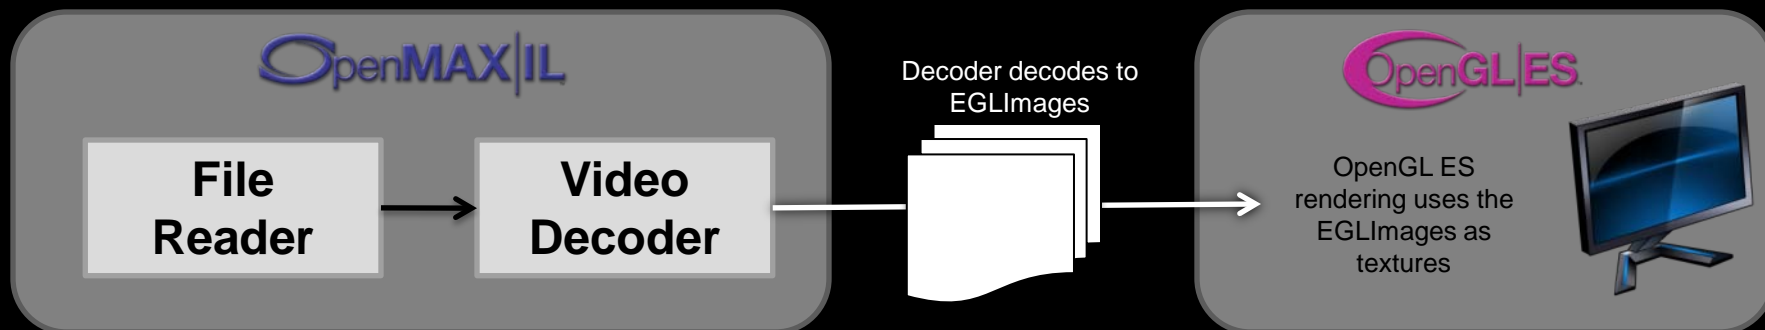 OpenMAX|IL
File
Reader
Video
Decoder
Decoder decodes to
EGLImages
OpenGL|ES
OpenGL ES
rendering uses the
EGLImages as
textures